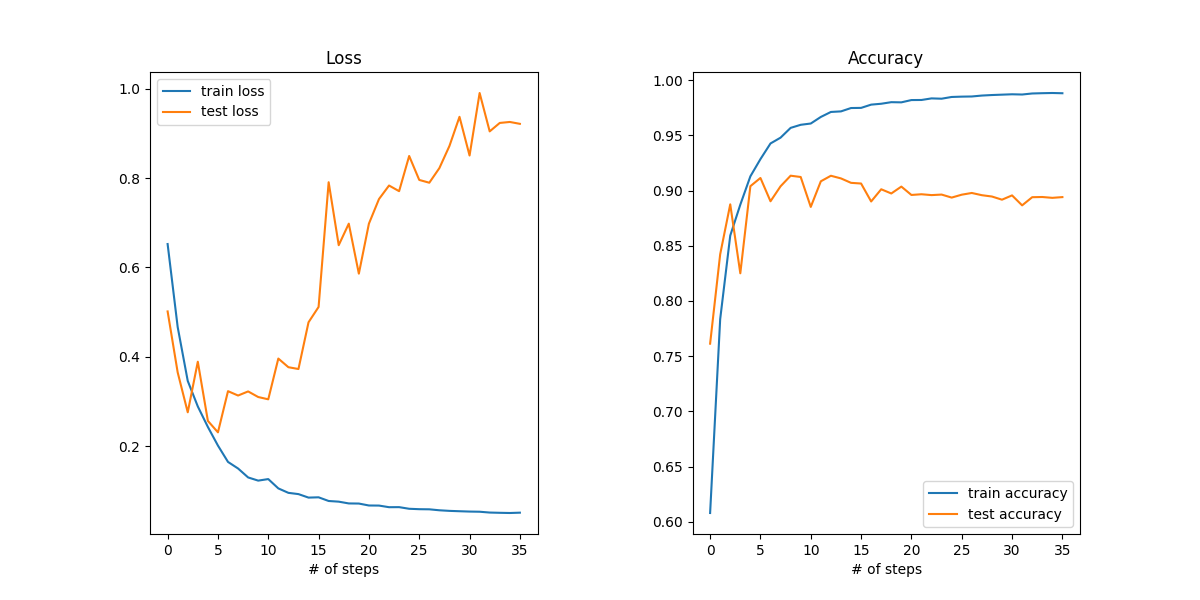 Loss
1.0
0.8
0.6
0.4
0.2
train loss
test loss
0 5 10 15 20 25 30 35
# of steps
Accuracy
1.00
0.95
0.90
0.85
0.80
0.75
0.70
0.65
0.60
train accuracy
test accuracy
0 5 10 15 20 25 30 35
# of steps